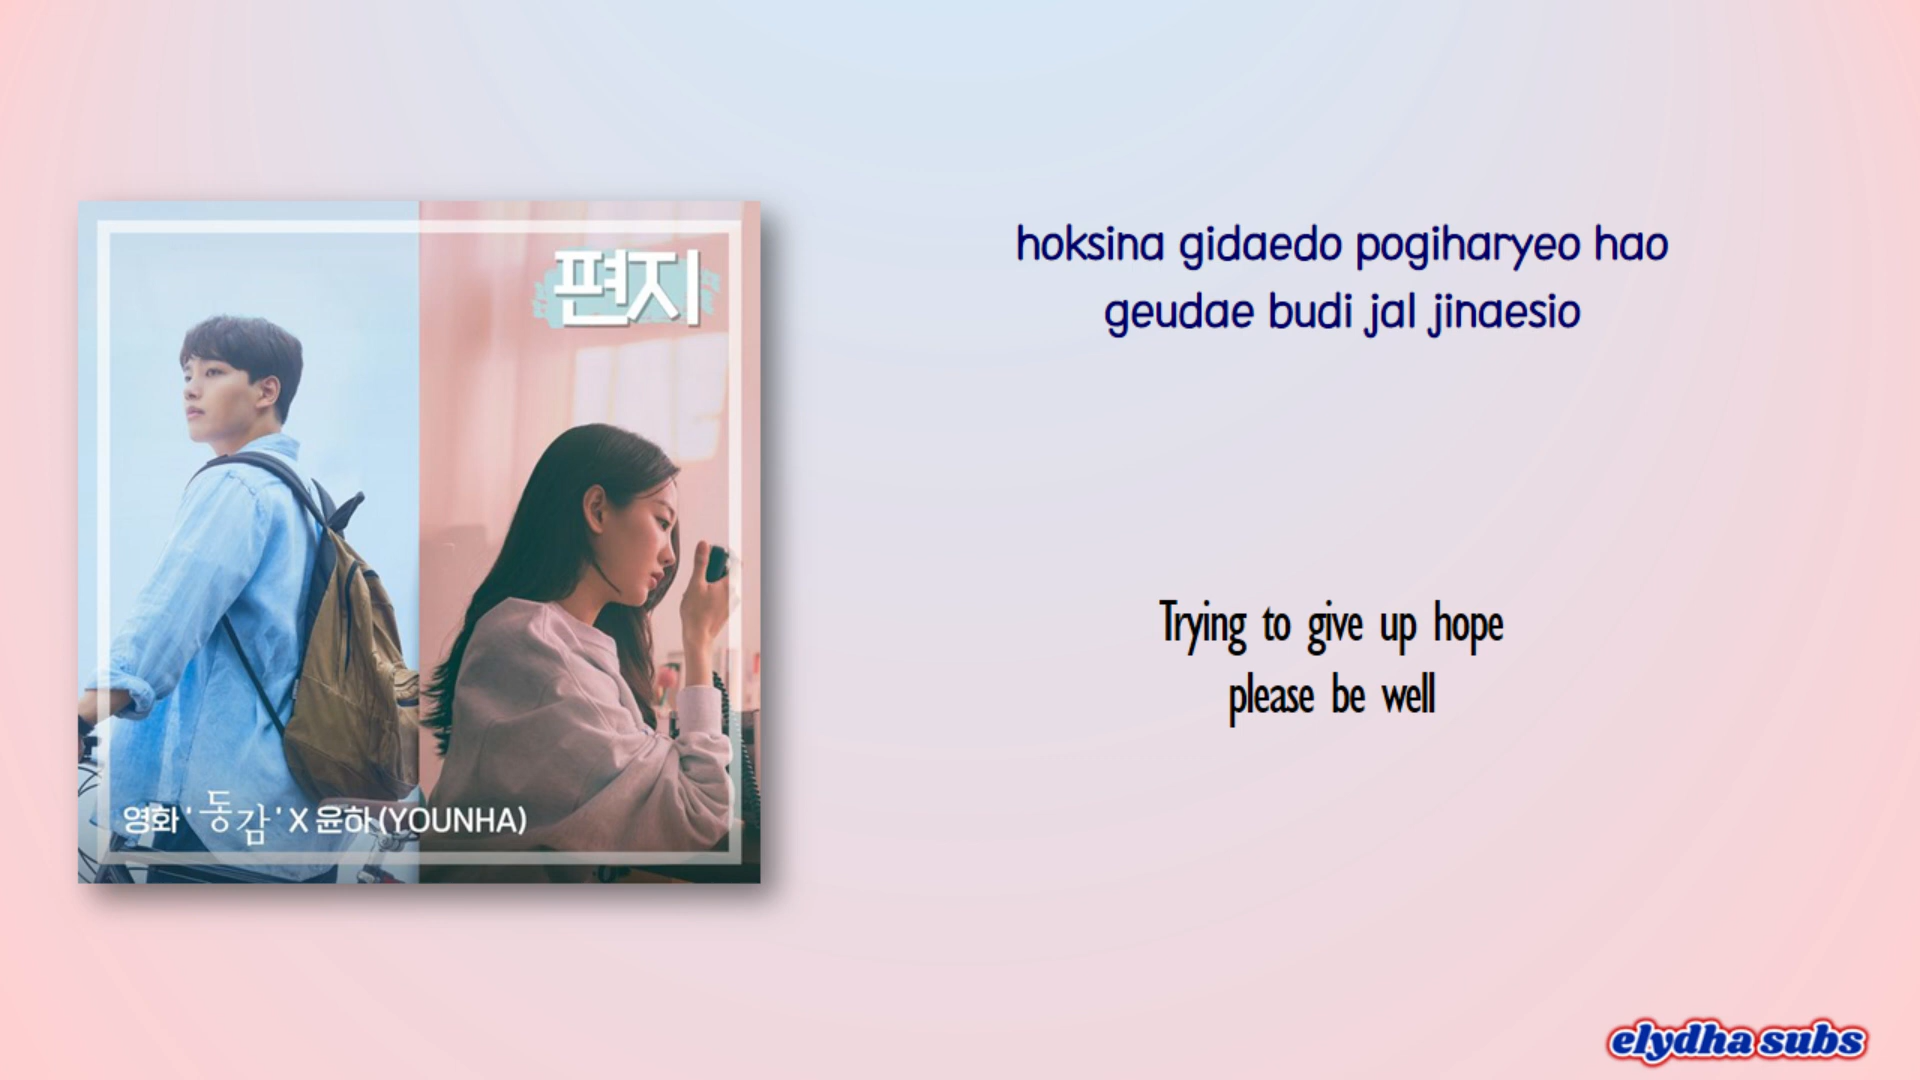 편지
영화 '동감' X 윤하 (YOUNHA)
hoksina gidaedo pogiharyeo hao
geudae budi jal jinaesio
Trying to give up hope
please be well
elydha subs